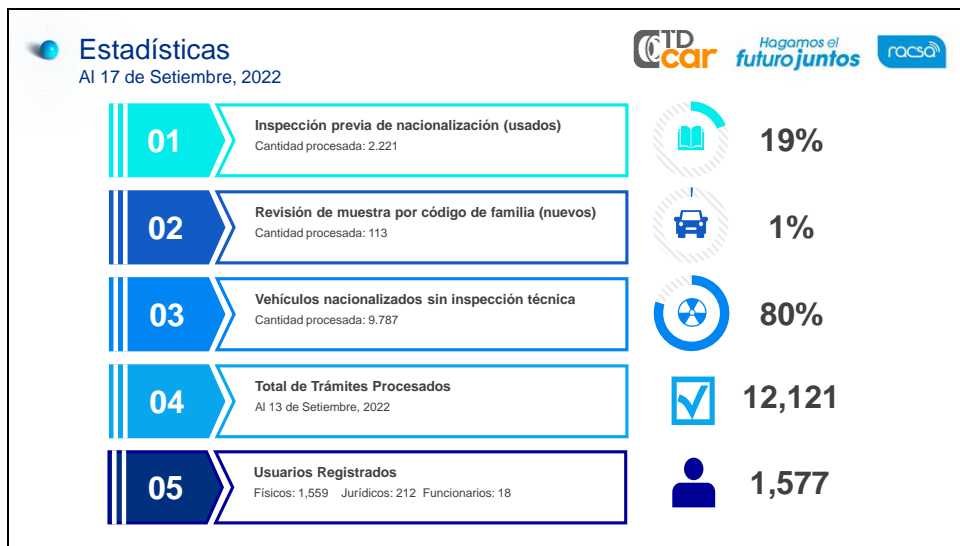 Estadísticas
Al 17 de Setiembre, 2022
TD
car
Hagamos el
futuro juntos
racsa
01
Inspección previa de nacionalización (usados)
Cantidad procesada: 2.221
19%
02
Revisión de muestra por código de familia (nuevos)
Cantidad procesada: 113
1%
03
Vehículos nacionalizados sin inspección técnica
Cantidad procesada: 9.787
80%
04
Total de Trámites Procesados
Al 13 de Setiembre, 2022
12,121
05
Usuarios Registrados
Físicos: 1,559 Jurídicos: 212 Funcionarios: 18
1,577